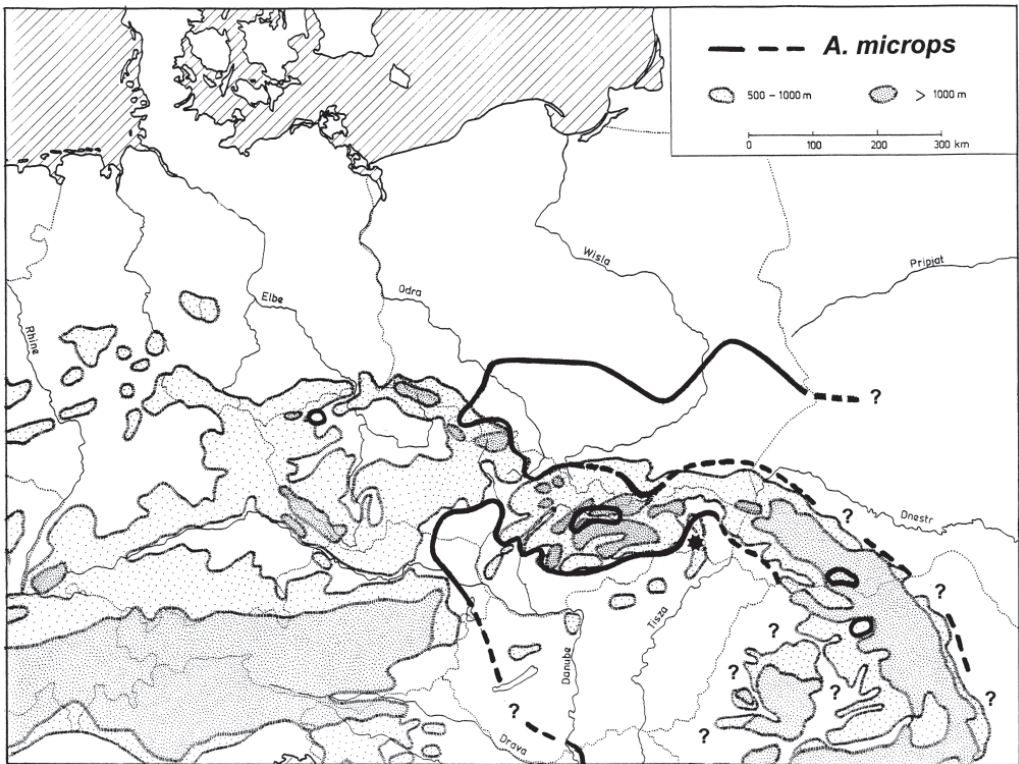 A. microps
500 – 1000 m
> 1000 m
0 100 200 300 km
Wisla
Pripjat
Elbe
Odra
Rhine
?
?
Dnestr
?
Tisza
?
Danube
?
?
?
?
?
Drava